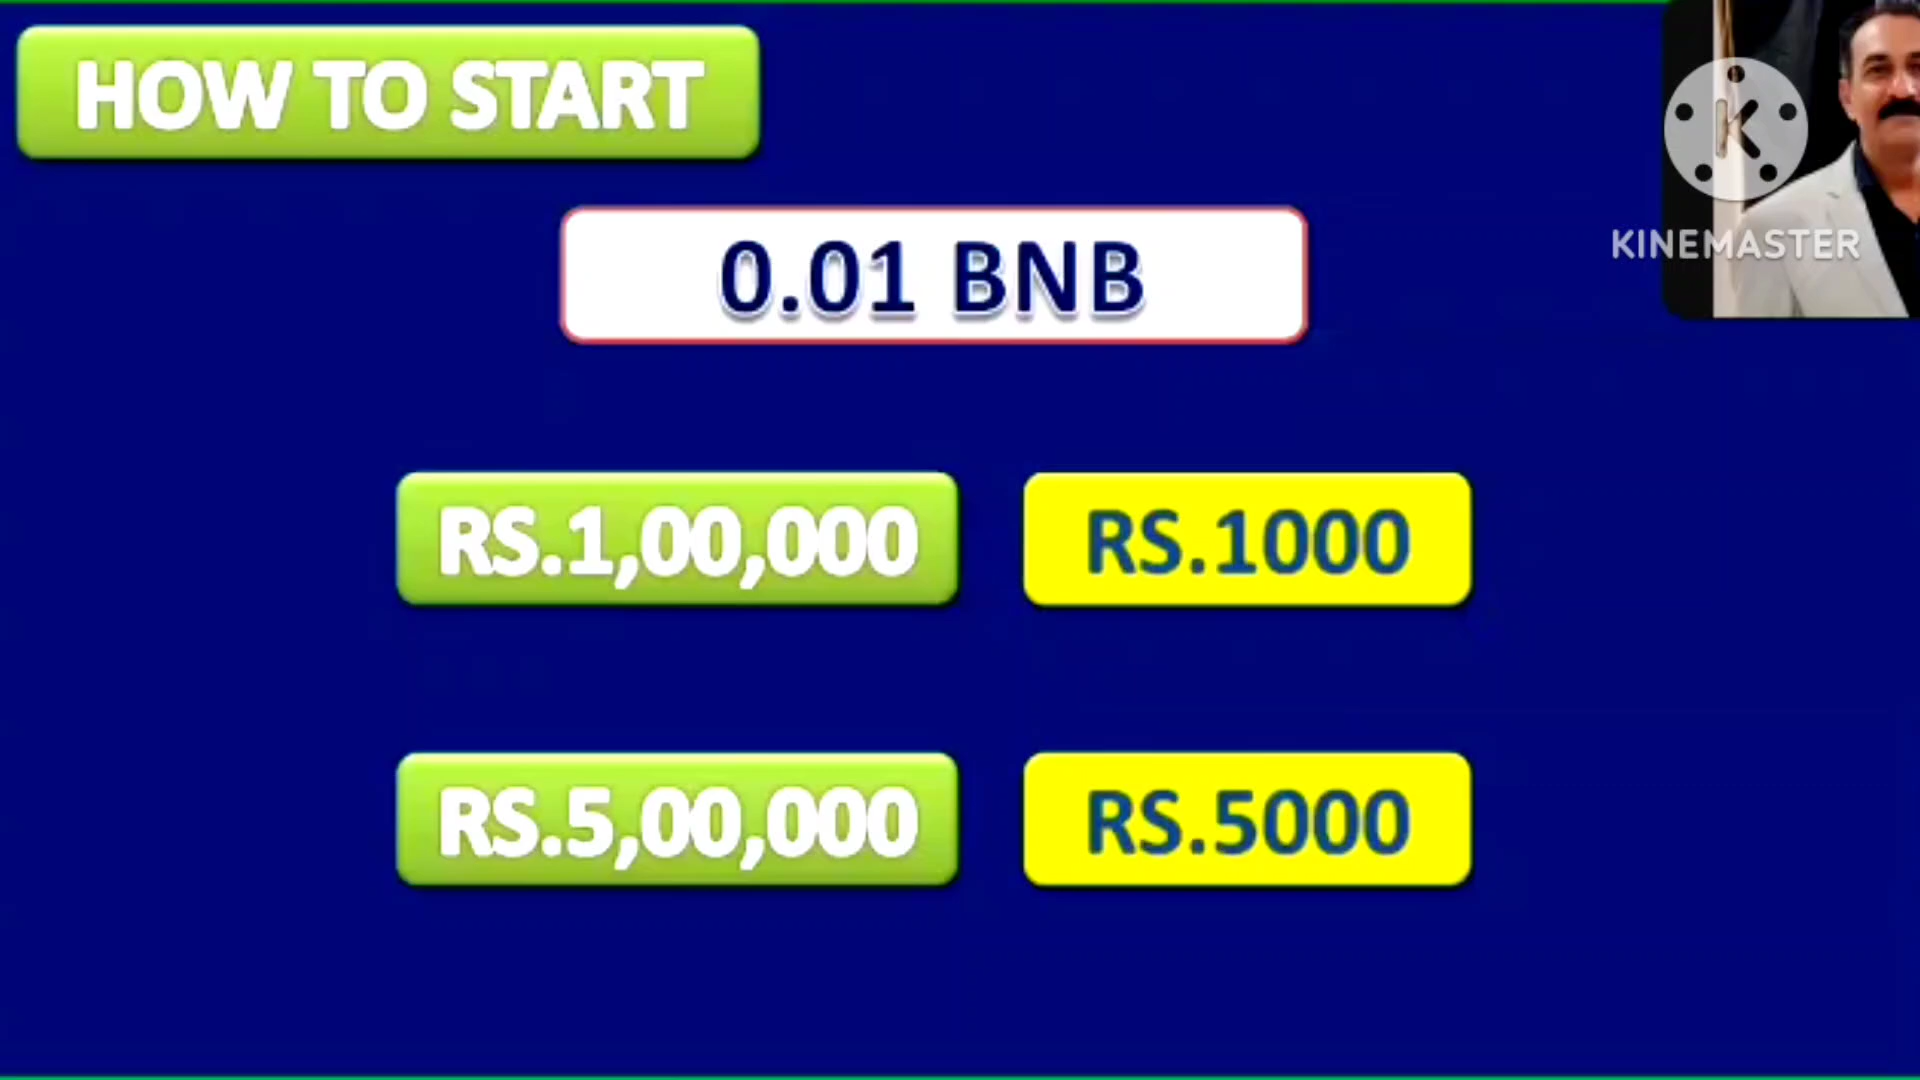 HOW TO START
K
KINEMASTER
0.01 BNB
RS.1,00,000
RS.1000
RS.5,00,000
RS.5000